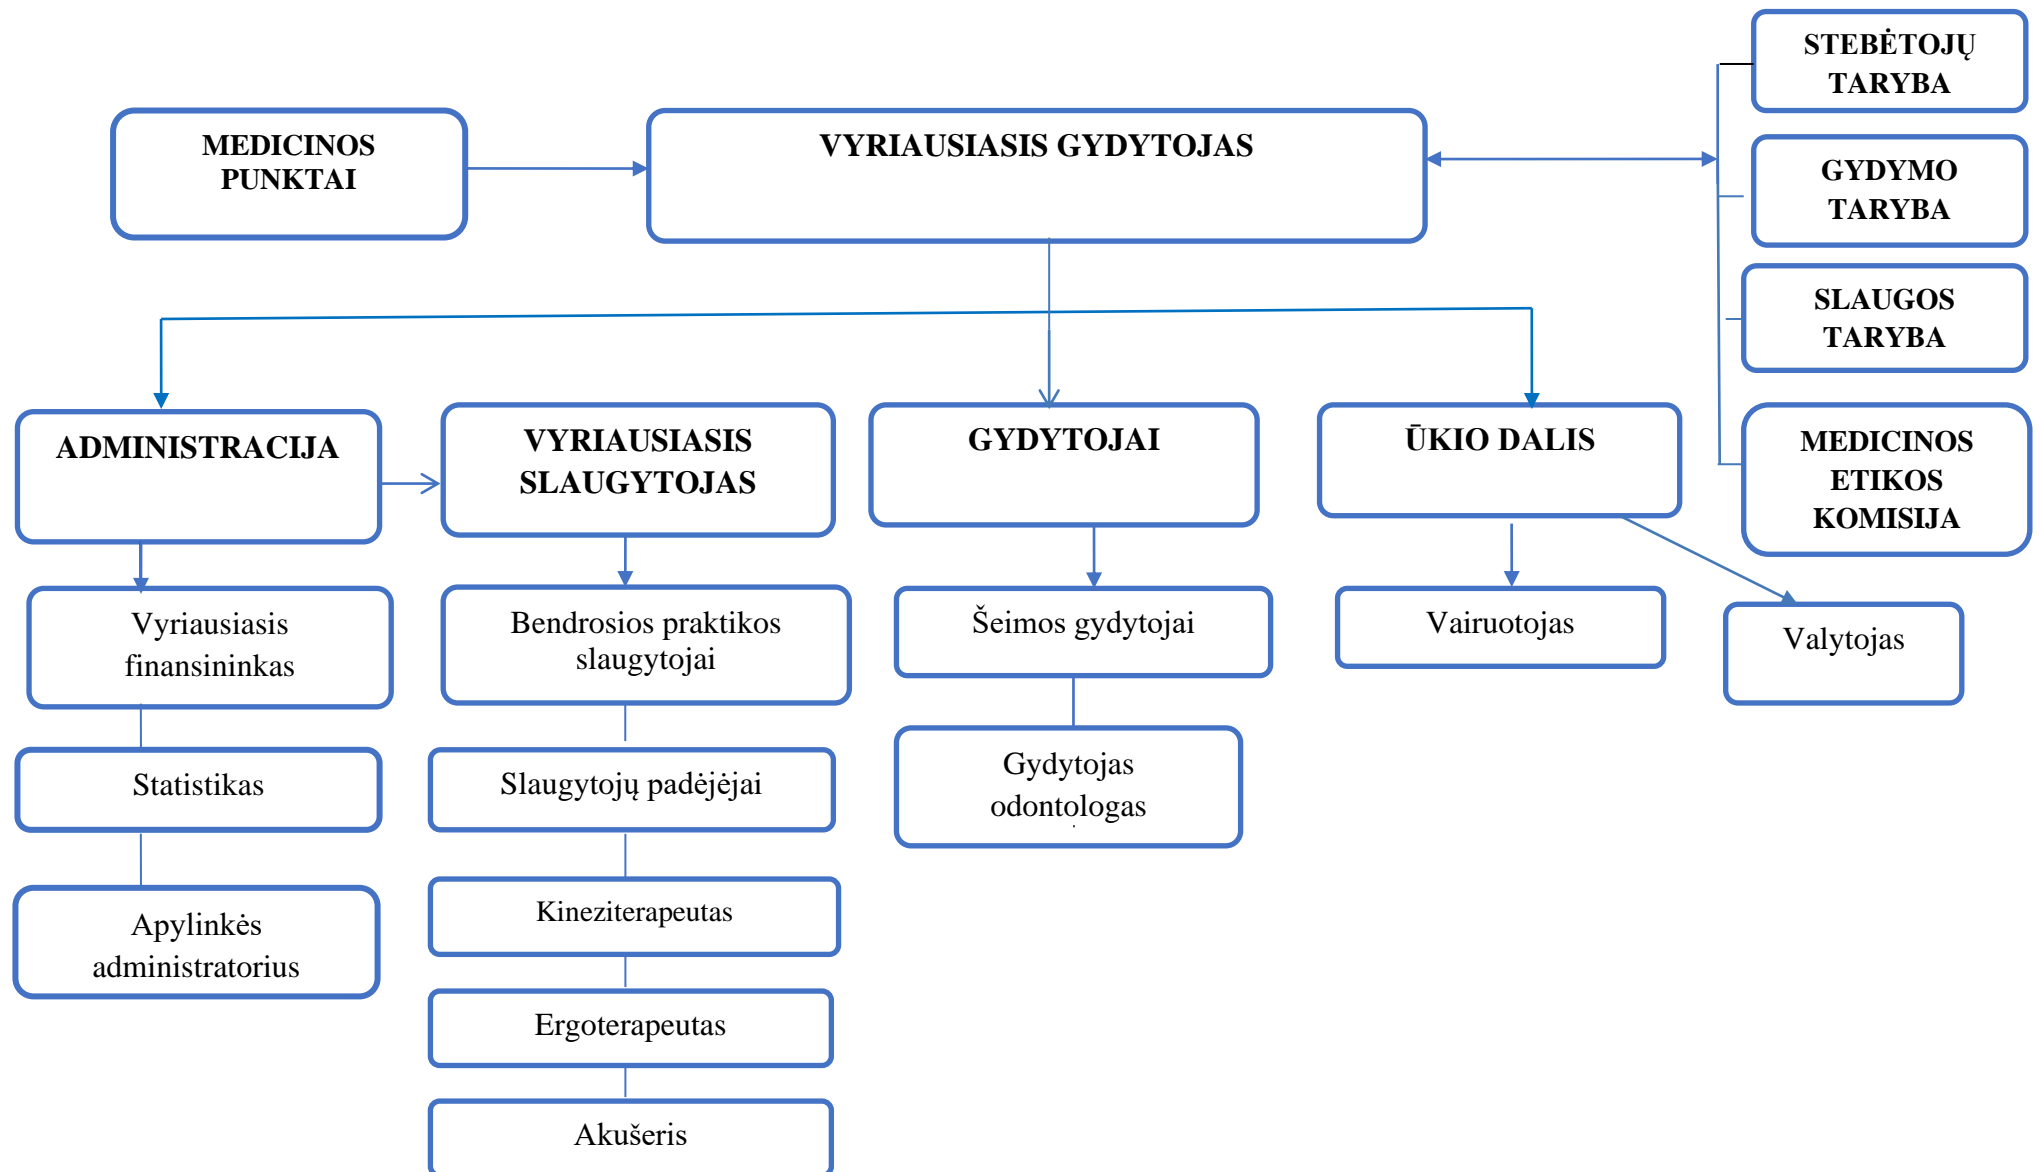 STEBĖTOJŲ
TARYBA
MEDICINOS
PUNKTAI
VYRIAUSIASIS GYDYTOJAS
GYDYMO
TARYBA
SLAUGOS
TARYBA
ADMINISTRACIJA
VYRIAUSIASIS
SLAUGYTOJAS
GYDYTOJAI
ŪKIO DALIS
MEDICINOS
ETIKOS
KOMISIJA
Vyriausiasis
finansininkas
Bendrosios praktikos
slaugytojai
Šeimos gydytojai
Vairuotojas
Valytojas
Statistikas
Slaugytojų padėjėjai
Gydytojas
odontologas
Apylinkės
administratorius
Kineziterapeutas
Ergoterapeutas
Akušeris